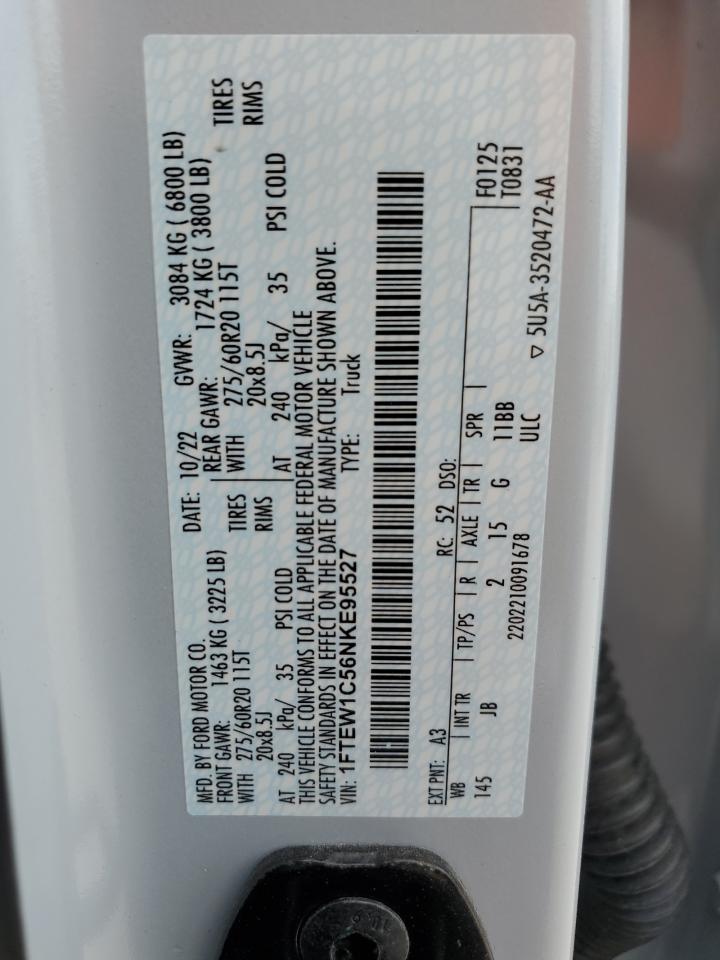 MFD. BY FORD MOTOR CO.
DATE: 10/22 GVWR: 3084 KG ( 6800 LB)
FRONT GAWR: 1463 KG ( 3225 LB) REAR GAWR: 1724 KG ( 3800 LB)
WITH 275/60R20 115T TIRES WITH 275/60R20 115T TIRES
20x8.5J RIMS 20x8.5J RIMS
AT 240 kPa/ 35 PSI COLD AT 240 kPa/ 35 PSI COLD
THIS VEHICLE CONFORMS TO ALL APPLICABLE FEDERAL MOTOR VEHICLE
SAFETY STANDARDS IN EFFECT ON THE DATE OF MANUFACTURE SHOWN ABOVE.
VIN: 1FTEW1C56NKE95527 TYPE: Truck
F0125
EXT PNT: A3 RC: 52 DSO: T0831
WB INT TR TP/PS R AXLE TR SPR
145 JB 2 15 G 11BB
2202210091678 ULC ▽ 5U5A-3520472-AA